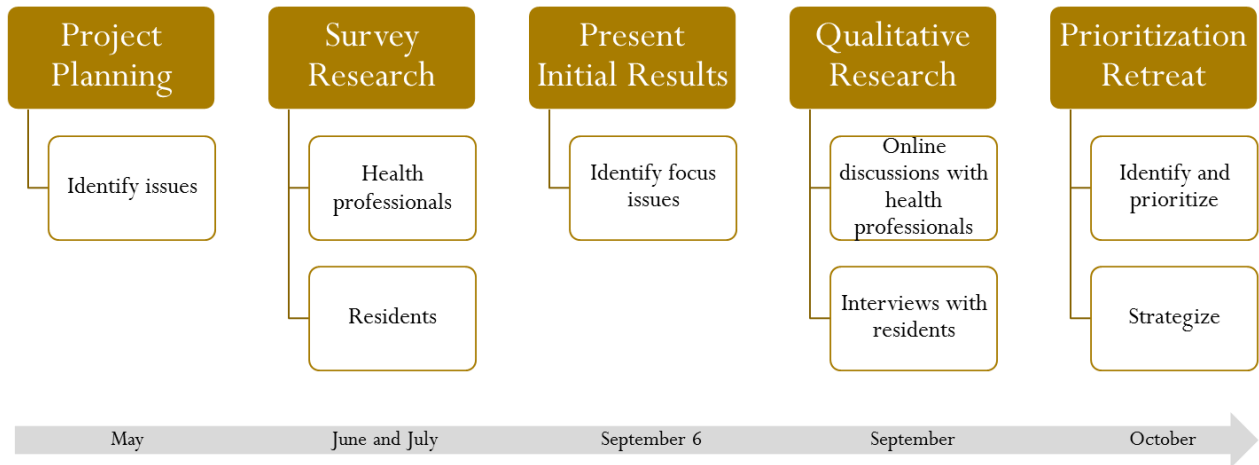 Project
Planning
Survey
Research
Present
Initial Results
Qualitative
Research
Prioritization
Retreat
Identify issues
Health
professionals
Residents
Identify focus
issues
Online
discussions with
health
professionals
Interviews with
residents
Identify and
prioritize
Strategize
May
June and July
September 6
September
October